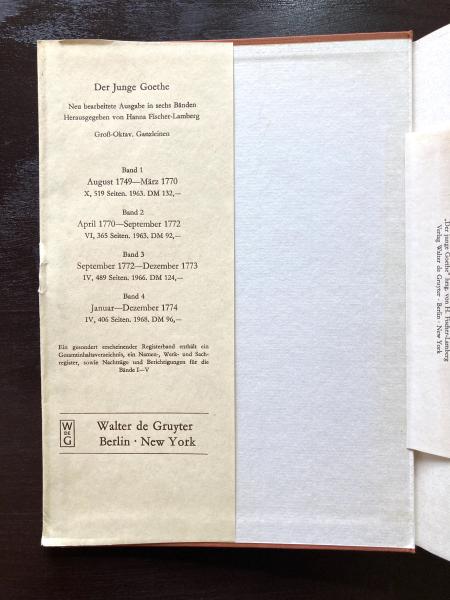 Der Junge Goethe
Neu bearbeitete Ausgabe in sechs Bänden
Herausgegeben von Hanna Fischer-Lamberg
Groß-Oktav. Ganzleinen
Band 1
August 1749—März 1770
X, 519 Seiten. 1963. DM 132,—
Band 2
April 1770—September 1772
VI, 365 Seiten. 1963. DM 92,—
Band 3
September 1772—Dezember 1773
IV, 489 Seiten. 1966. DM 124,—
Band 4
Januar—Dezember 1774
IV, 406 Seiten. 1968. DM 96,—
Ein gesondert erscheinender Registerband enthält ein
Gesamtinhaltsverzeichnis, ein Namen-, Werk- und Sach-
register, sowie Nachträge und Berichtigungen für die
Bände I—V
W
DE
G
Walter de Gruyter
Berlin · New York
„Der junge Goethe" hrsg. von H. Fischer-Lamberg
Verlag Walter de Gruyter · Berlin · New York